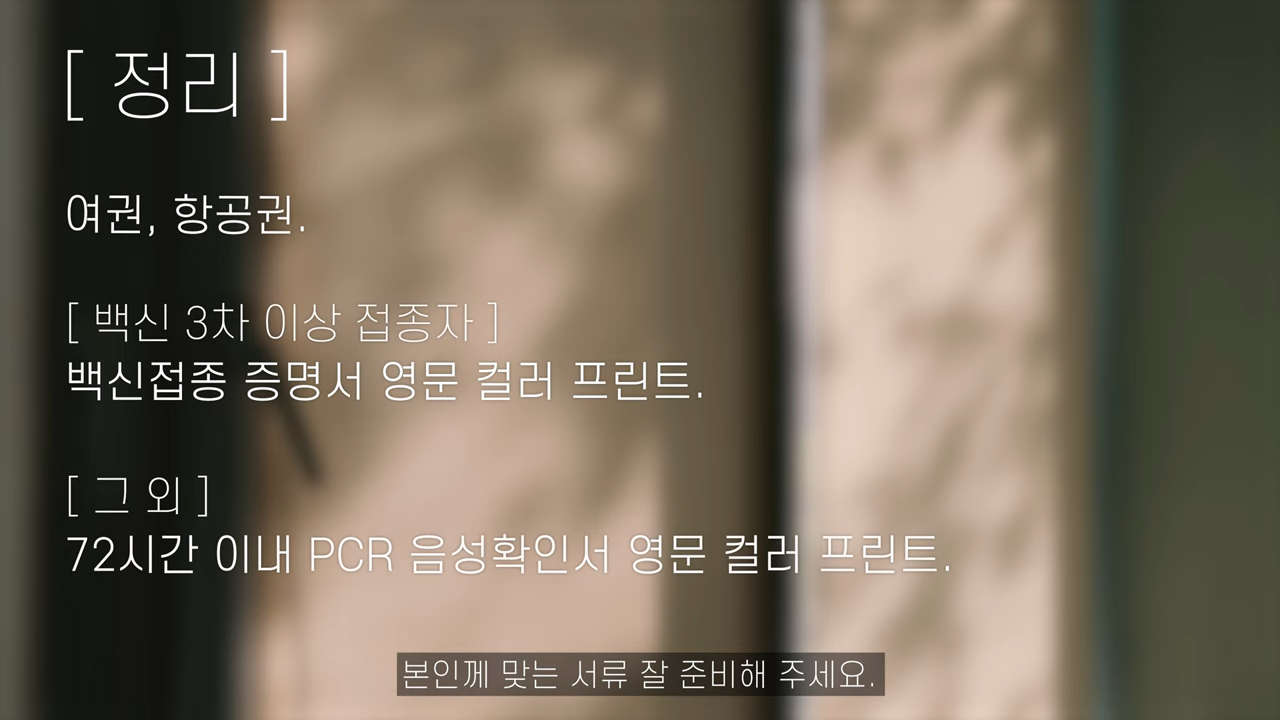 [ 정리 ]
여권, 항공권.
[ 백신 3차 이상 접종자 ]
백신접종 증명서 영문 컬러 프린트.
[ 그 외 ]
72시간 이내 PCR 음성확인서 영문 컬러 프린트.
본인께 맞는 서류 잘 준비해 주세요.